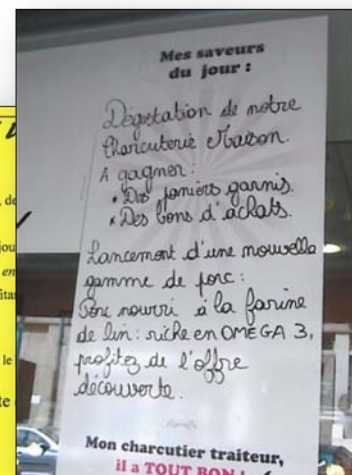 Mes saveurs
du jour :
Dégustation de notre
Charcuterie Maison.
A gagner :
• Des paniers garnis.
• Des bons d'achats.
Lancement d'une nouvelle
gamme de porc :
Porc nourri à la farine
de lin : riche en OMÉGA 3,
profitez de l'offre
découverte.
Mon charcutier traiteur,
il a TOUT BON !